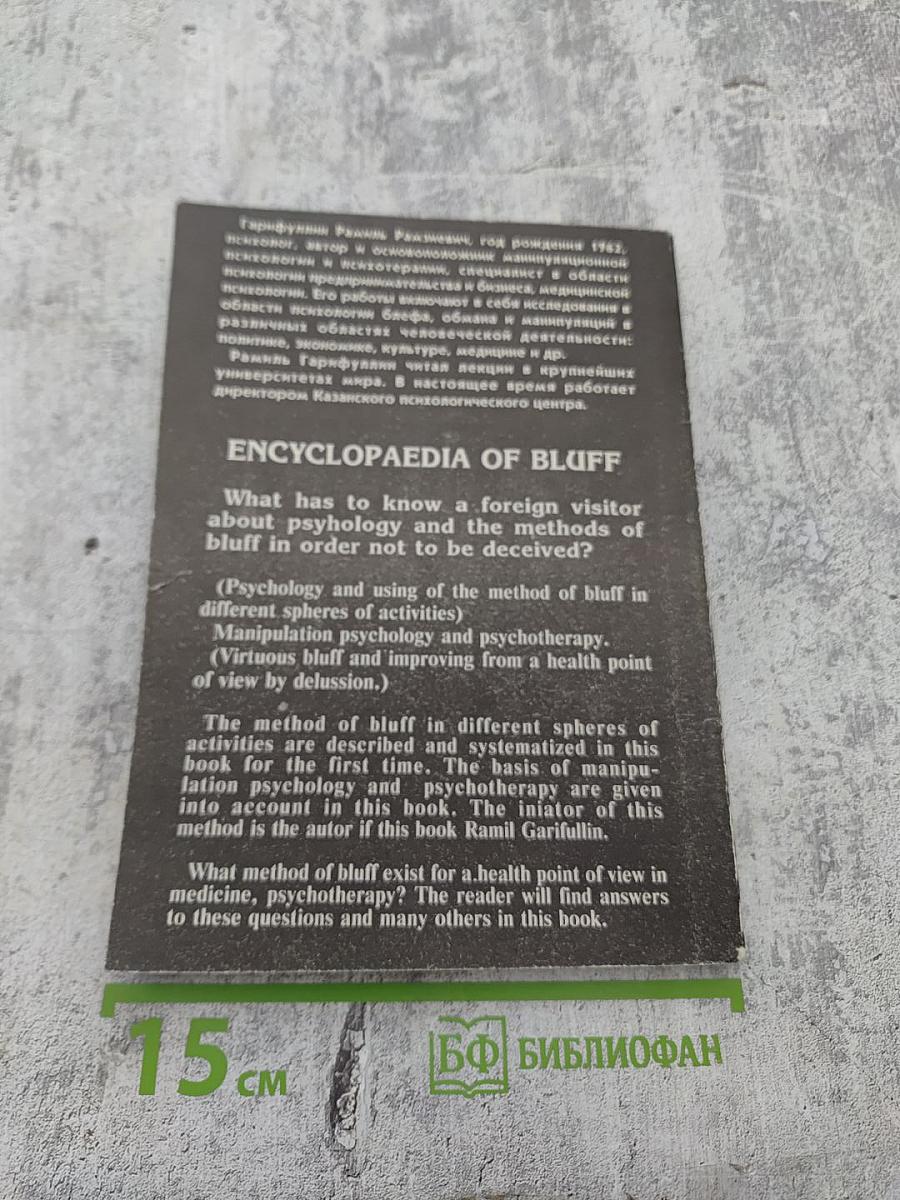 Гарифуллин Рамиль Рамзиевич, год рождения 1962,
психолог, автор и основоположник манипуляционной
психологии и психотерапии, специалист в области
психологии предпринимательства и бизнеса, медицинской
психологии. Его работы включают в себя исследования в
области психологии блефа, обмана и манипуляций в
различных областях человеческой деятельности:
политике, экономике, культуре, медицине и др.
Рамиль Гарифуллин читал лекции в крупнейших
университетах мира. В настоящее время работает
директором Казанского психологического центра.
ENCYCLOPAEDIA OF BLUFF
What has to know a foreign visitor
about psyhology and the methods of
bluff in order not to be deceived?
(Psychology and using of the method of bluff in
different spheres of activities)
Manipulation psychology and psychotherapy.
(Virtuous bluff and improving from a health point
of view by delussion.)
The method of bluff in different spheres of
activities are described and systematized in this
book for the first time. The basis of manipu-
lation psychology and psychotherapy are given
into account in this book. The iniator of this
method is the autor if this book Ramil Garifullin.
What method of bluff exist for a.health point of view in
medicine, psychotherapy? The reader will find answers
to these questions and many others in this book.
15 см
БФ БИБЛИОФАН